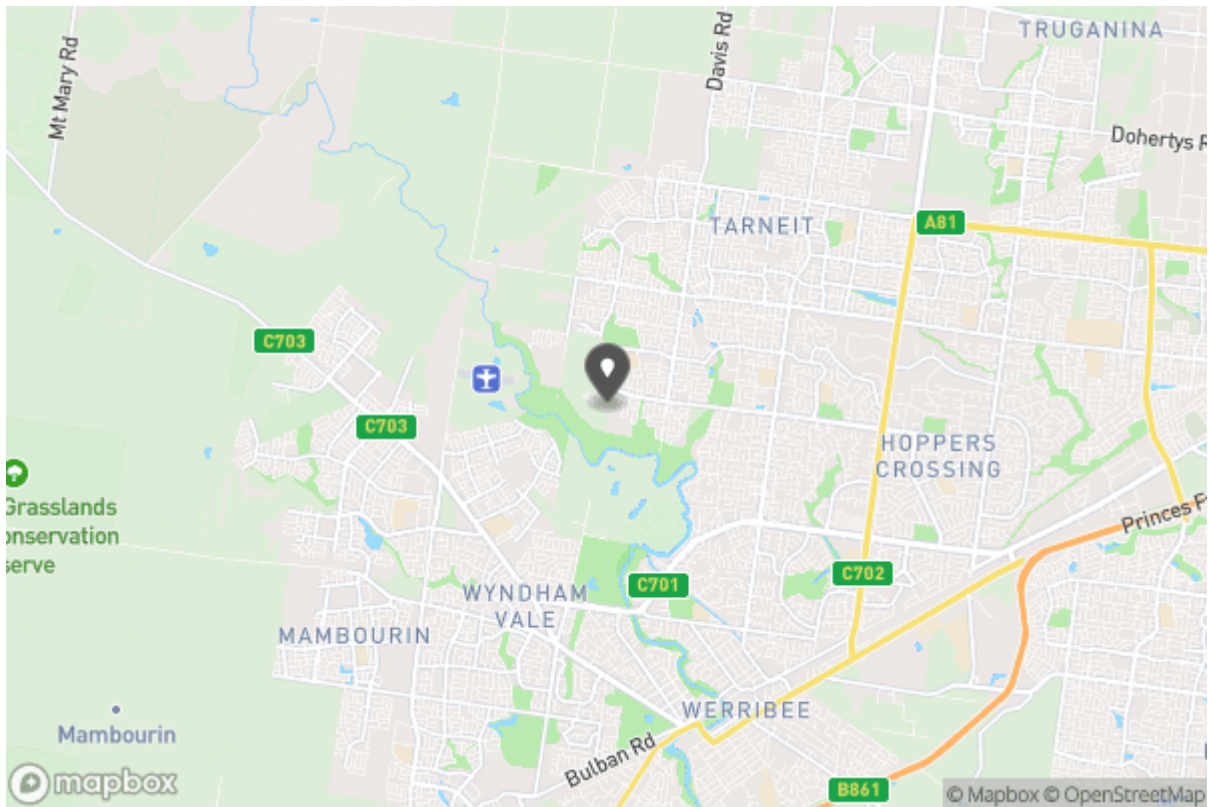 TRUGANINA
Mt Mary Rd
Davis Rd
Dohertys R
TARNEIT
A81
C703
C703
HOPPERS
CROSSING
Grasslands
onservation
serve
Princes F
C701
C702
WYNDHAM
VALE
MAMBOURIN
WERRIBEE
Mambourin
Bulban Rd
B861
mapbox
© Mapbox © OpenStreetMap